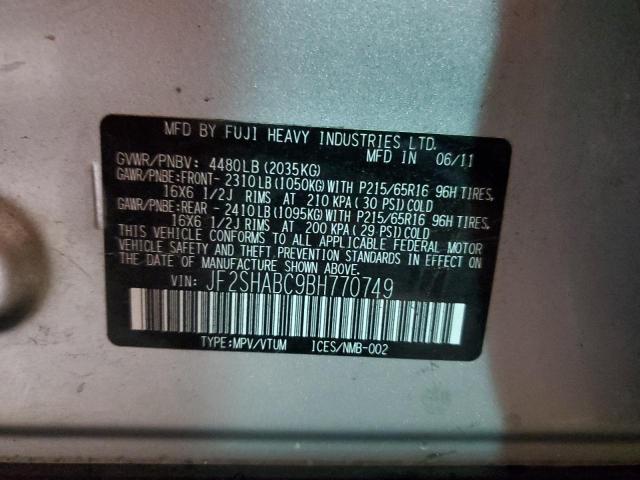 MFD BY FUJI HEAVY INDUSTRIES LTD.
MFD IN 06/11
GVWR/PNBV: 4480LB (2035KG)
GAWR/PNBE:FRONT- 2310LB (1050KG) WITH P215/65R16 96H TIRES,
16X6 1/2J RIMS AT 210 KPA ( 30 PSI) COLD
GAWR/PNBE:REAR - 2410LB (1095KG) WITH P215/65R16 96H TIRES,
16X6 1/2J RIMS AT 200 KPA ( 29 PSI) COLD
THIS VEHICLE CONFORMS TO ALL APPLICABLE FEDERAL MOTOR
VEHICLE SAFETY AND THEFT PREVENTION STANDARDS IN EFFECT ON
THE DATE OF MANUFACTURE SHOWN ABOVE.
VIN: JF2SHABC9BH770749
TYPE:MPV/VTUM ICES/NMB-002